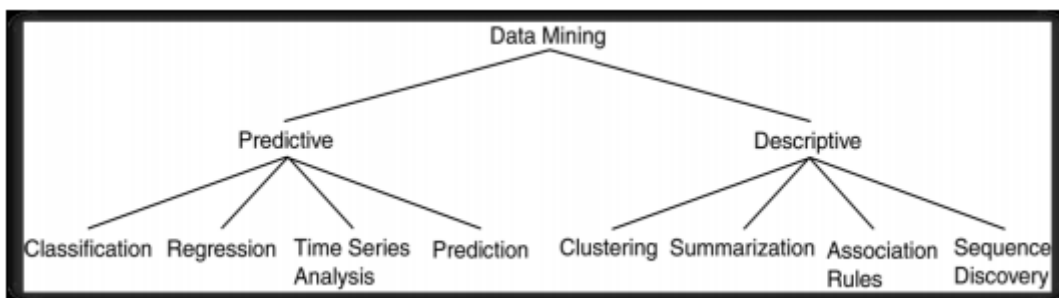 Data Mining
Predictive
Descriptive
Classification
Regression
Time Series
Analysis
Prediction
Clustering
Summarization
Association
Rules
Sequence
Discovery